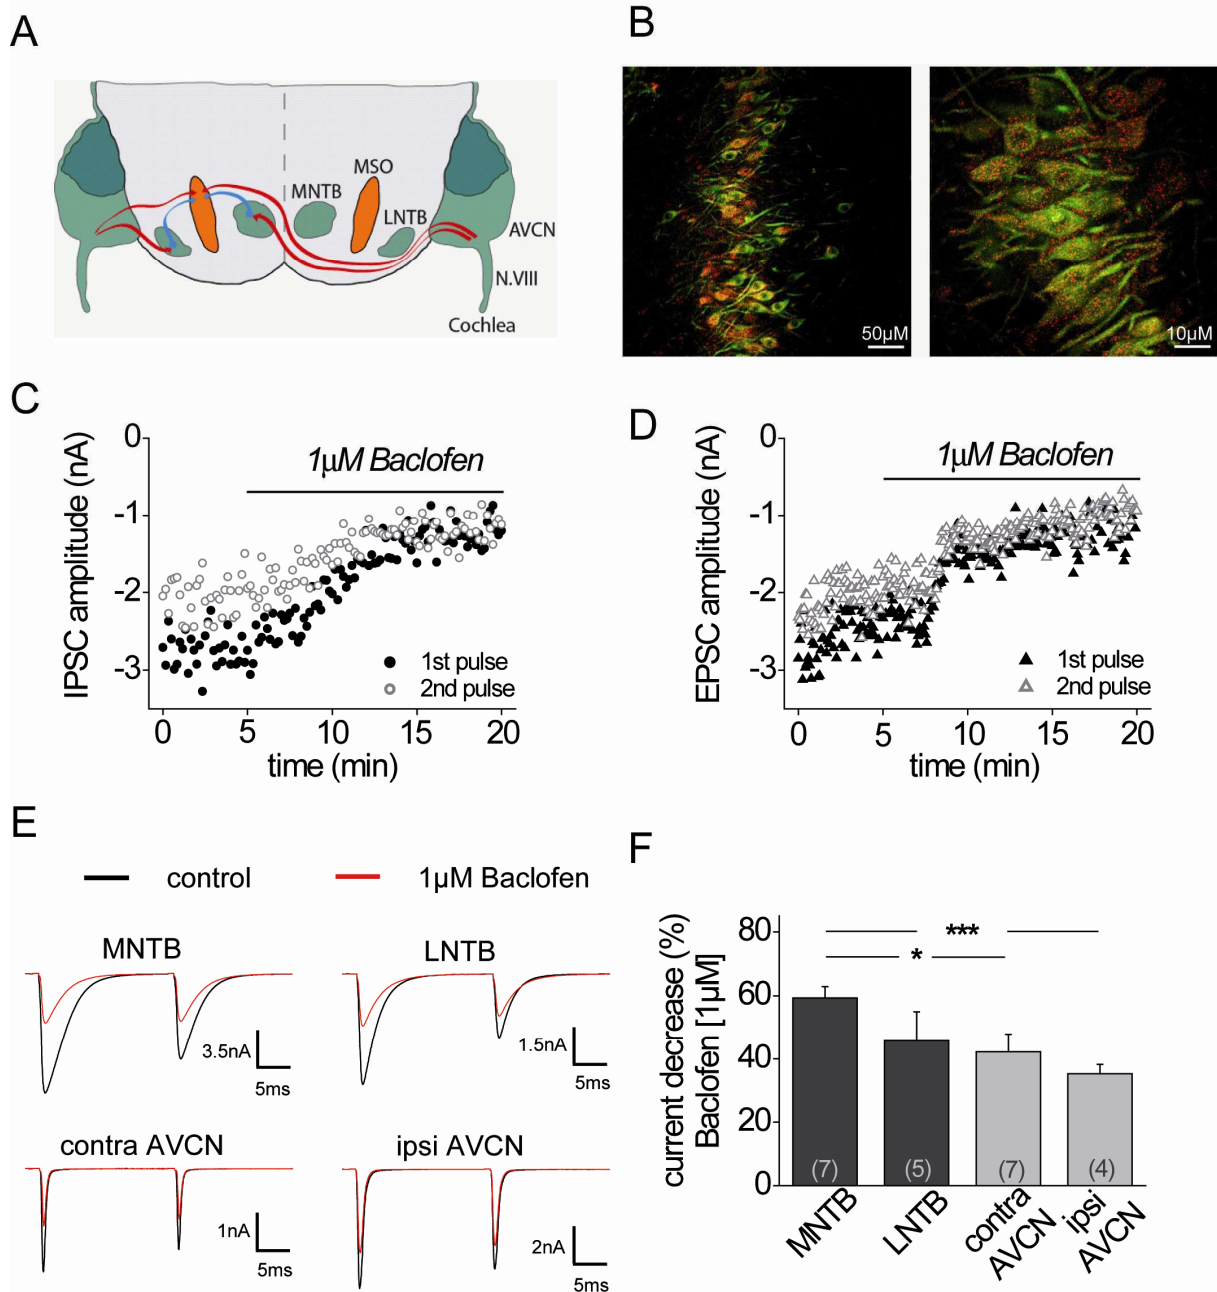 A
B
MSO
MNTB
LNTB
AVCN
N.VIII
Cochlea
50µM
10µM
C
D
IPSC amplitude (nA)
0
-1
-2
-3
1µM Baclofen
1st pulse
2nd pulse
0 5 10 15 20
time (min)
EPSC amplitude (nA)
0
-1
-2
-3
1µM Baclofen
1st pulse
2nd pulse
0 5 10 15 20
time (min)
E
control 1µM Baclofen
MNTB
3.5nA
5ms
LNTB
1.5nA
5ms
contra AVCN
1nA
5ms
ipsi AVCN
2nA
5ms
F
current decrease (%)
Baclofen [1µM]
80
60
40
20
0
***
*
(7) (5) (7) (4)
MNTB
LNTB
contra
AVCN
ipsi
AVCN